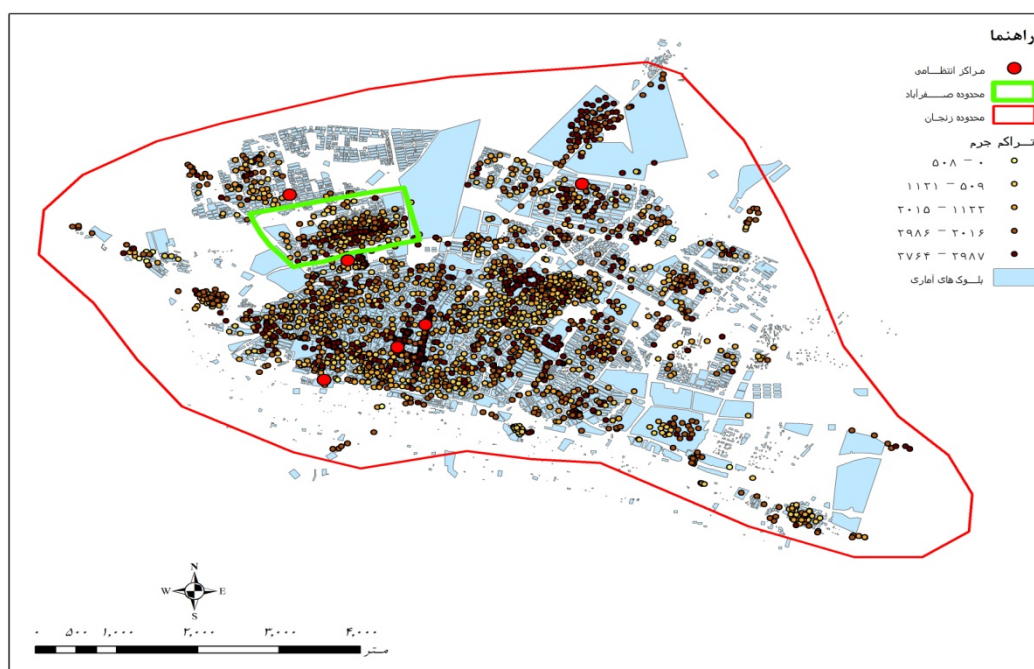 راهنما
مراکز انتظامی
محدوده صفرآباد
محدوده زنجان
تراکم جرم
۰ – ۵۰۸
۵۰۹ – ۱۱۲۱
۱۱۲۲ – ۲۰۱۵
۲۰۱۶ – ۲۹۸۶
۲۹۸۷ – ۳۷۶۴
بلوک های آماری
N
W E
S
۰ ۵۰۰ ۱,۰۰۰ ۲,۰۰۰ ۳,۰۰۰ ۴,۰۰۰
متر